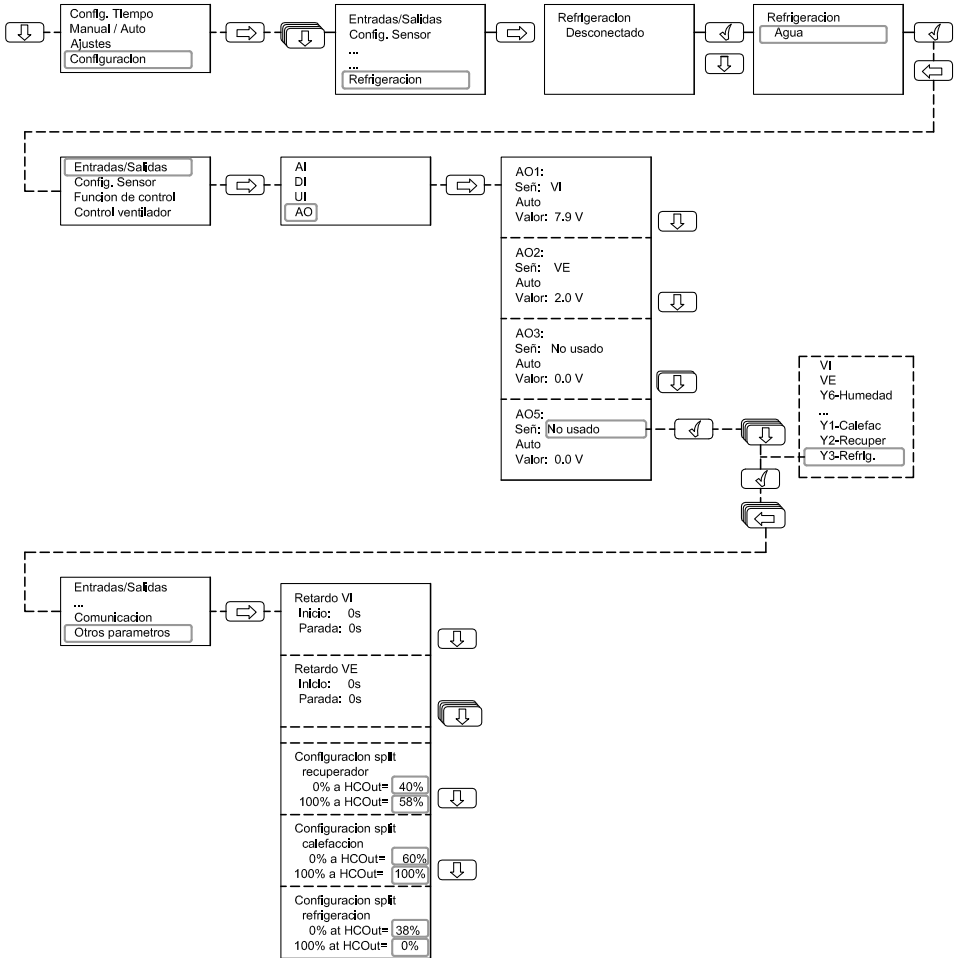 Config. Tiempo
Manual / Auto
Ajustes
Configuracion
Entradas/Salidas
Config. Sensor
...
...
Refrigeracion
Refrigeracion
Desconectado
Refrigeracion
Agua
Entradas/Salidas
Config. Sensor
Funcion de control
Control ventilador
AI
DI
UI
AO
AO1:
Señ: VI
Auto
Valor: 7.9 V
AO2:
Señ: VE
Auto
Valor: 2.0 V
AO3:
Señ: No usado
Auto
Valor: 0.0 V
AO5:
Señ: No usado
Auto
Valor: 0.0 V
VI
VE
Y6-Humedad
...
Y1-Calefac
Y2-Recuper
Y3-Refrig.
Entradas/Salidas
...
Comunicacion
Otros parametros
Retardo VI
Inicio: 0s
Parada: 0s
Retardo VE
Inicio: 0s
Parada: 0s
Configuracion split
recuperador
0% a HCOut= 40%
100% a HCOut= 58%
Configuracion split
calefaccion
0% a HCOut= 60%
100% a HCOut= 100%
Configuracion split
refrigeracion
0% at HCOut= 38%
100% at HCOut= 0%